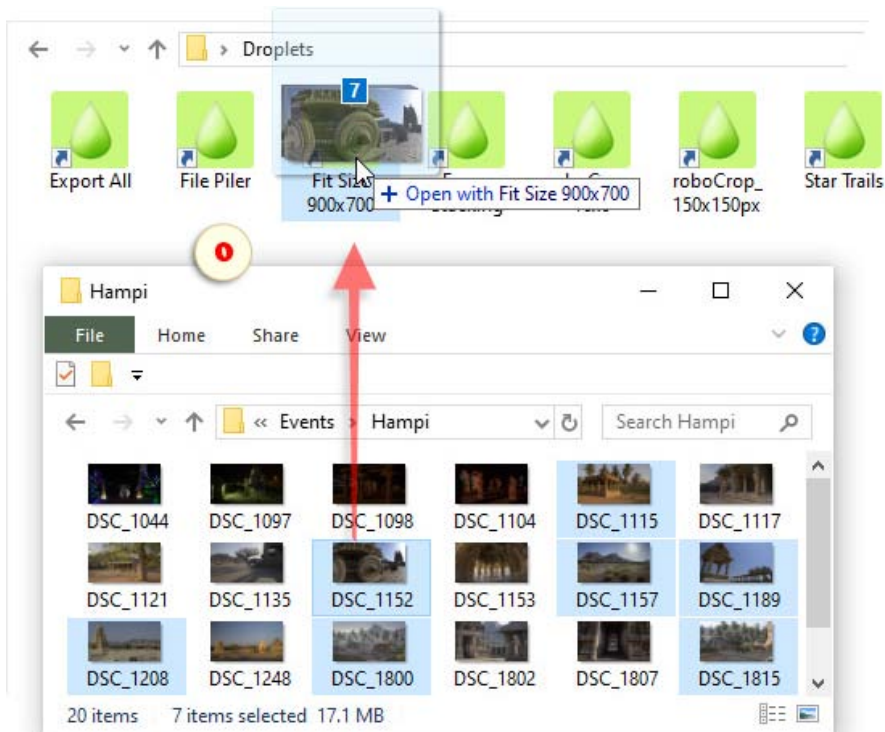 Droplets
7
Export All
File Piler
Fit Size
900x700
roboCrop_
150x150px
Star Trails
+ Open with Fit Size 900x700
0
Hampi
File Home Share View
?
« Events > Hampi
Search Hampi
DSC_1044 DSC_1097 DSC_1098 DSC_1104 DSC_1115 DSC_1117
DSC_1121 DSC_1135 DSC_1152 DSC_1153 DSC_1157 DSC_1189
DSC_1208 DSC_1248 DSC_1800 DSC_1802 DSC_1807 DSC_1815
20 items 7 items selected 17.1 MB